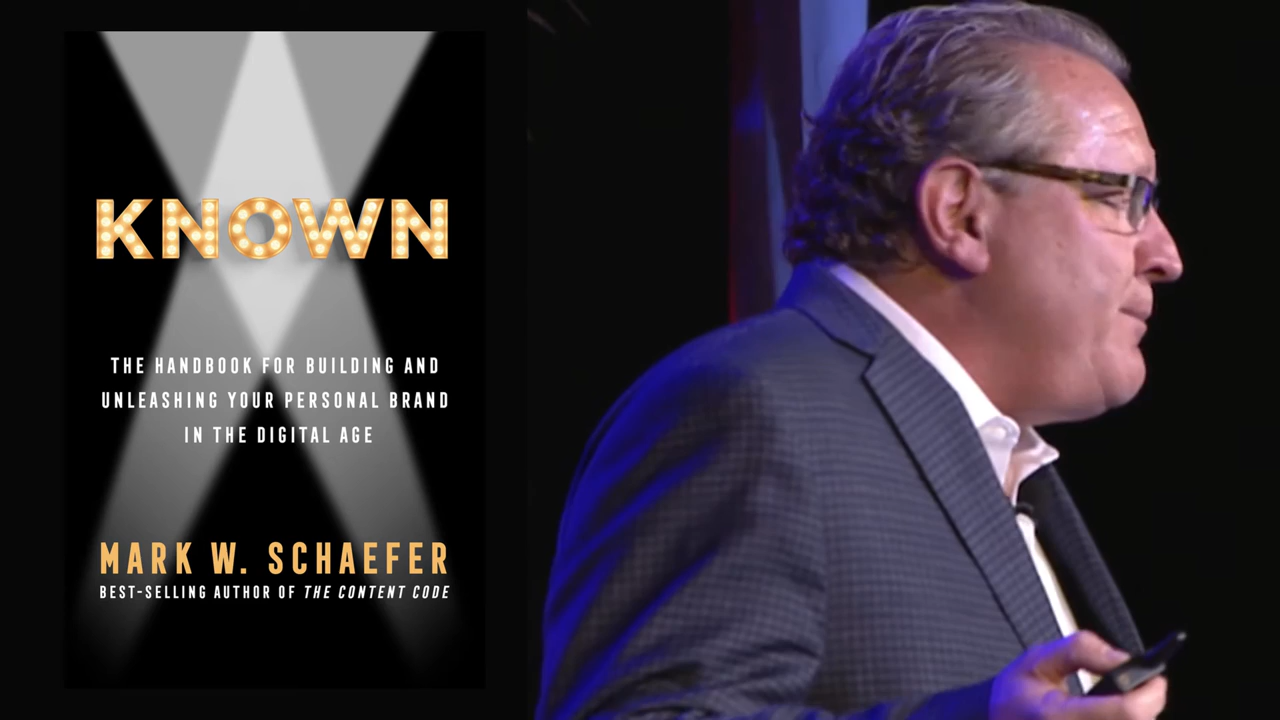 KNOWN
THE HANDBOOK FOR BUILDING AND
UNLEASHING YOUR PERSONAL BRAND
IN THE DIGITAL AGE
MARK W. SCHAEFER
BEST-SELLING AUTHOR OF THE CONTENT CODE